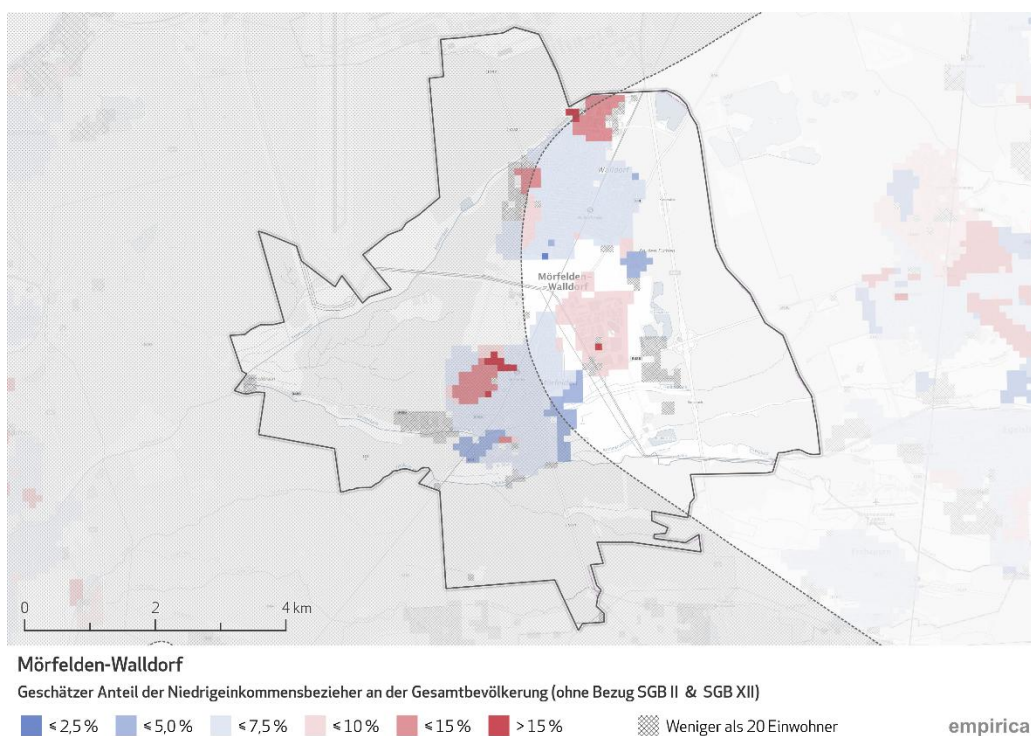 Walldorf
Mörfelden-
Walldorf
0 2 4 km
Mörfelden-Walldorf
Geschätzer Anteil der Niedrigeinkommensbezieher an der Gesamtbevölkerung (ohne Bezug SGB II & SGB XII)
≤ 2,5 % ≤ 5,0 % ≤ 7,5 % ≤ 10 % ≤ 15 % > 15 % Weniger als 20 Einwohner
empirica